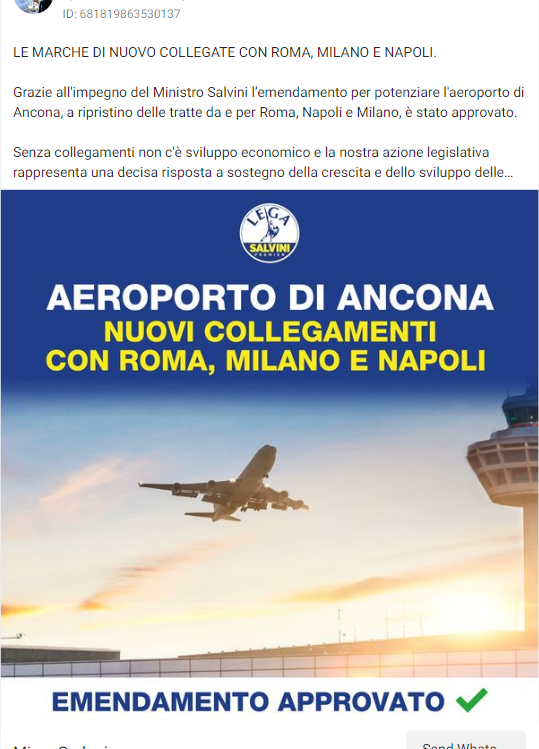 ID: 681819863530137
LE MARCHE DI NUOVO COLLEGATE CON ROMA, MILANO E NAPOLI.
Grazie all'impegno del Ministro Salvini l’emendamento per potenziare l'aeroporto di
Ancona, a ripristino delle tratte da e per Roma, Napoli e Milano, è stato approvato.
Senza collegamenti non c'è sviluppo economico e la nostra azione legislativa
rappresenta una decisa risposta a sostegno della crescita e dello sviluppo delle...
LEGA
SALVINI
PREMIER
AEROPORTO DI ANCONA
NUOVI COLLEGAMENTI
CON ROMA, MILANO E NAPOLI
EMENDAMENTO APPROVATO
Send Whats